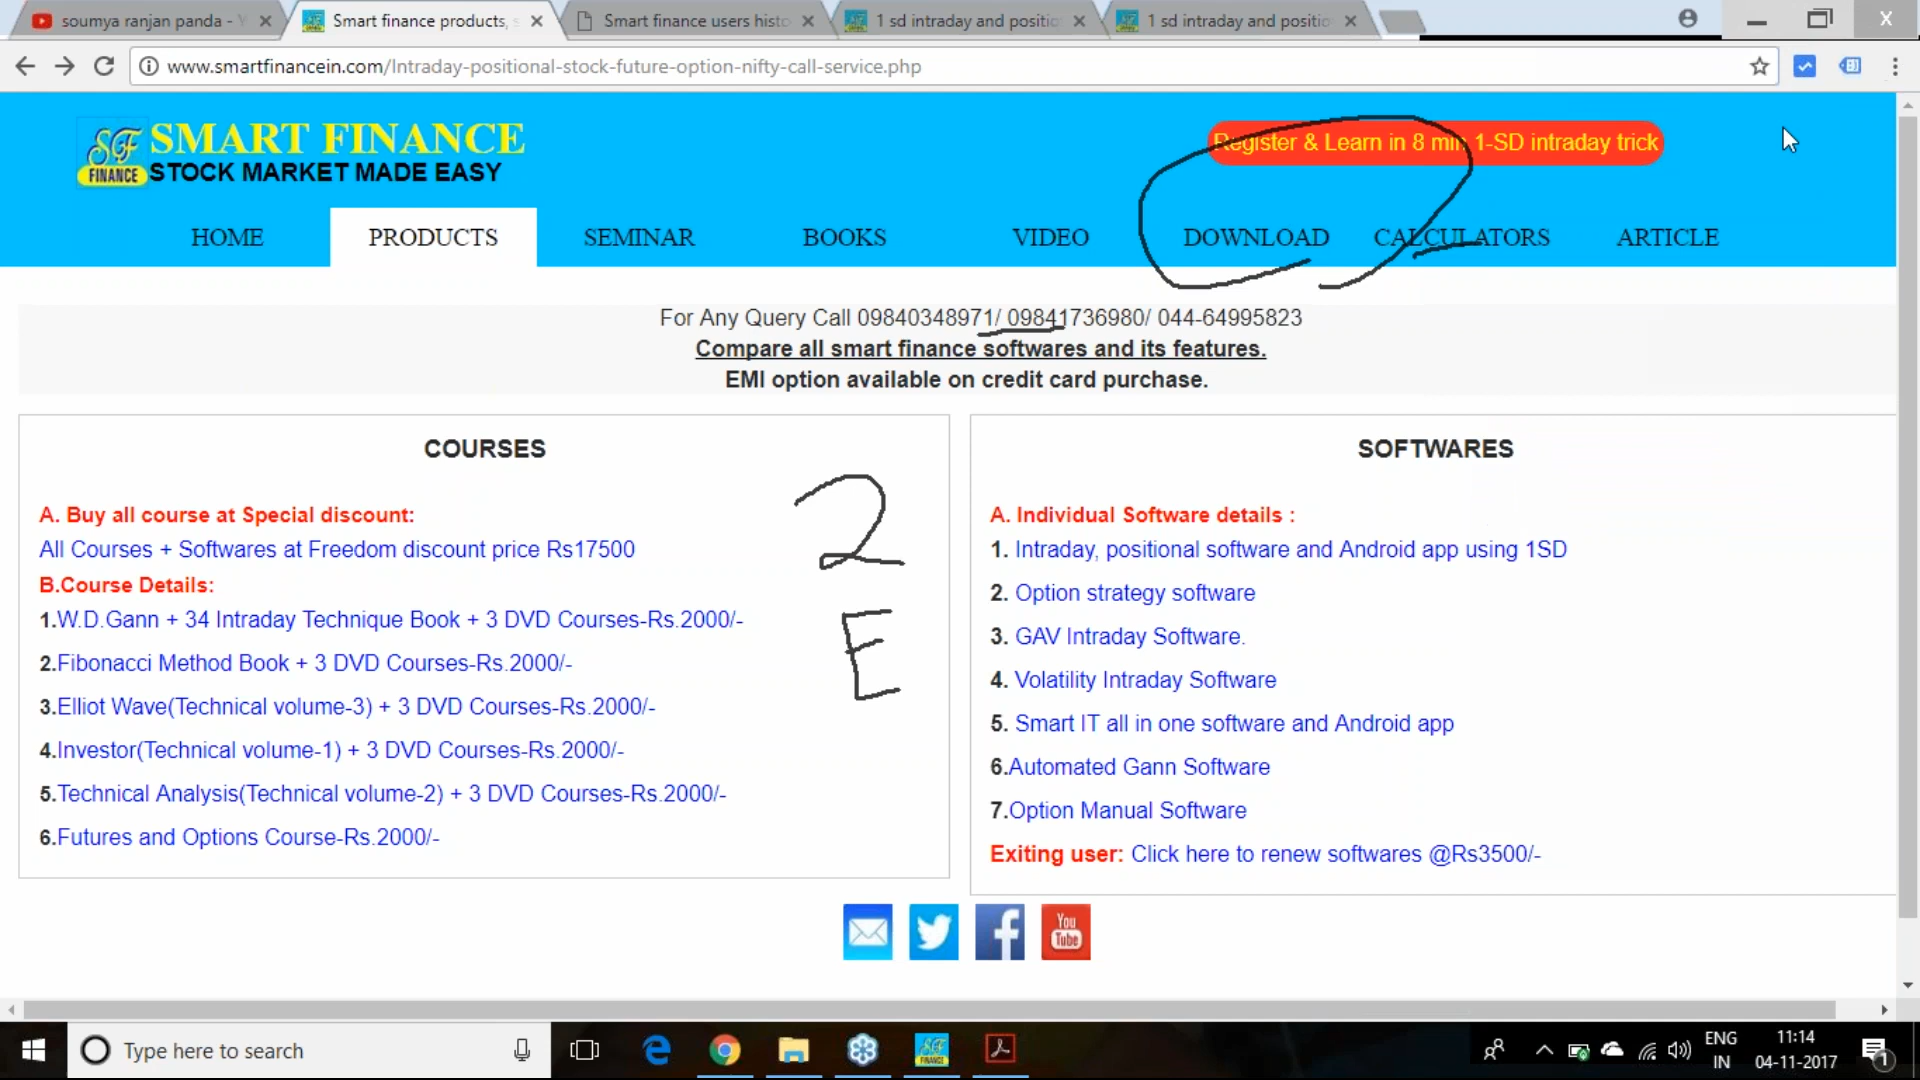 soumya ranjan panda - Y
Smart finance products, s
Smart finance users histo
1 sd intraday and positio
1 sd intraday and positio
www.smartfinancein.com/Intraday-positional-stock-future-option-nifty-call-service.php
SF
FINANCE
SMART FINANCE
STOCK MARKET MADE EASY
Register & Learn in 8 min 1-SD intraday trick
HOME PRODUCTS SEMINAR BOOKS VIDEO DOWNLOAD CALCULATORS ARTICLE
For Any Query Call 09840348971/ 09841736980/ 044-64995823
Compare all smart finance softwares and its features.
EMI option available on credit card purchase.
COURSES
A. Buy all course at Special discount:
All Courses + Softwares at Freedom discount price Rs17500
B.Course Details:
1.W.D.Gann + 34 Intraday Technique Book + 3 DVD Courses-Rs.2000/-
2.Fibonacci Method Book + 3 DVD Courses-Rs.2000/-
3.Elliot Wave(Technical volume-3) + 3 DVD Courses-Rs.2000/-
4.Investor(Technical volume-1) + 3 DVD Courses-Rs.2000/-
5.Technical Analysis(Technical volume-2) + 3 DVD Courses-Rs.2000/-
6.Futures and Options Course-Rs.2000/-
2
E
SOFTWARES
A. Individual Software details :
1. Intraday, positional software and Android app using 1SD
2. Option strategy software
3. GAV Intraday Software.
4. Volatility Intraday Software
5. Smart IT all in one software and Android app
6.Automated Gann Software
7.Option Manual Software
Exiting user: Click here to renew softwares @Rs3500/-
You
Tube
Type here to search
SF
FINANCE
ENG
IN
11:14
04-11-2017
1